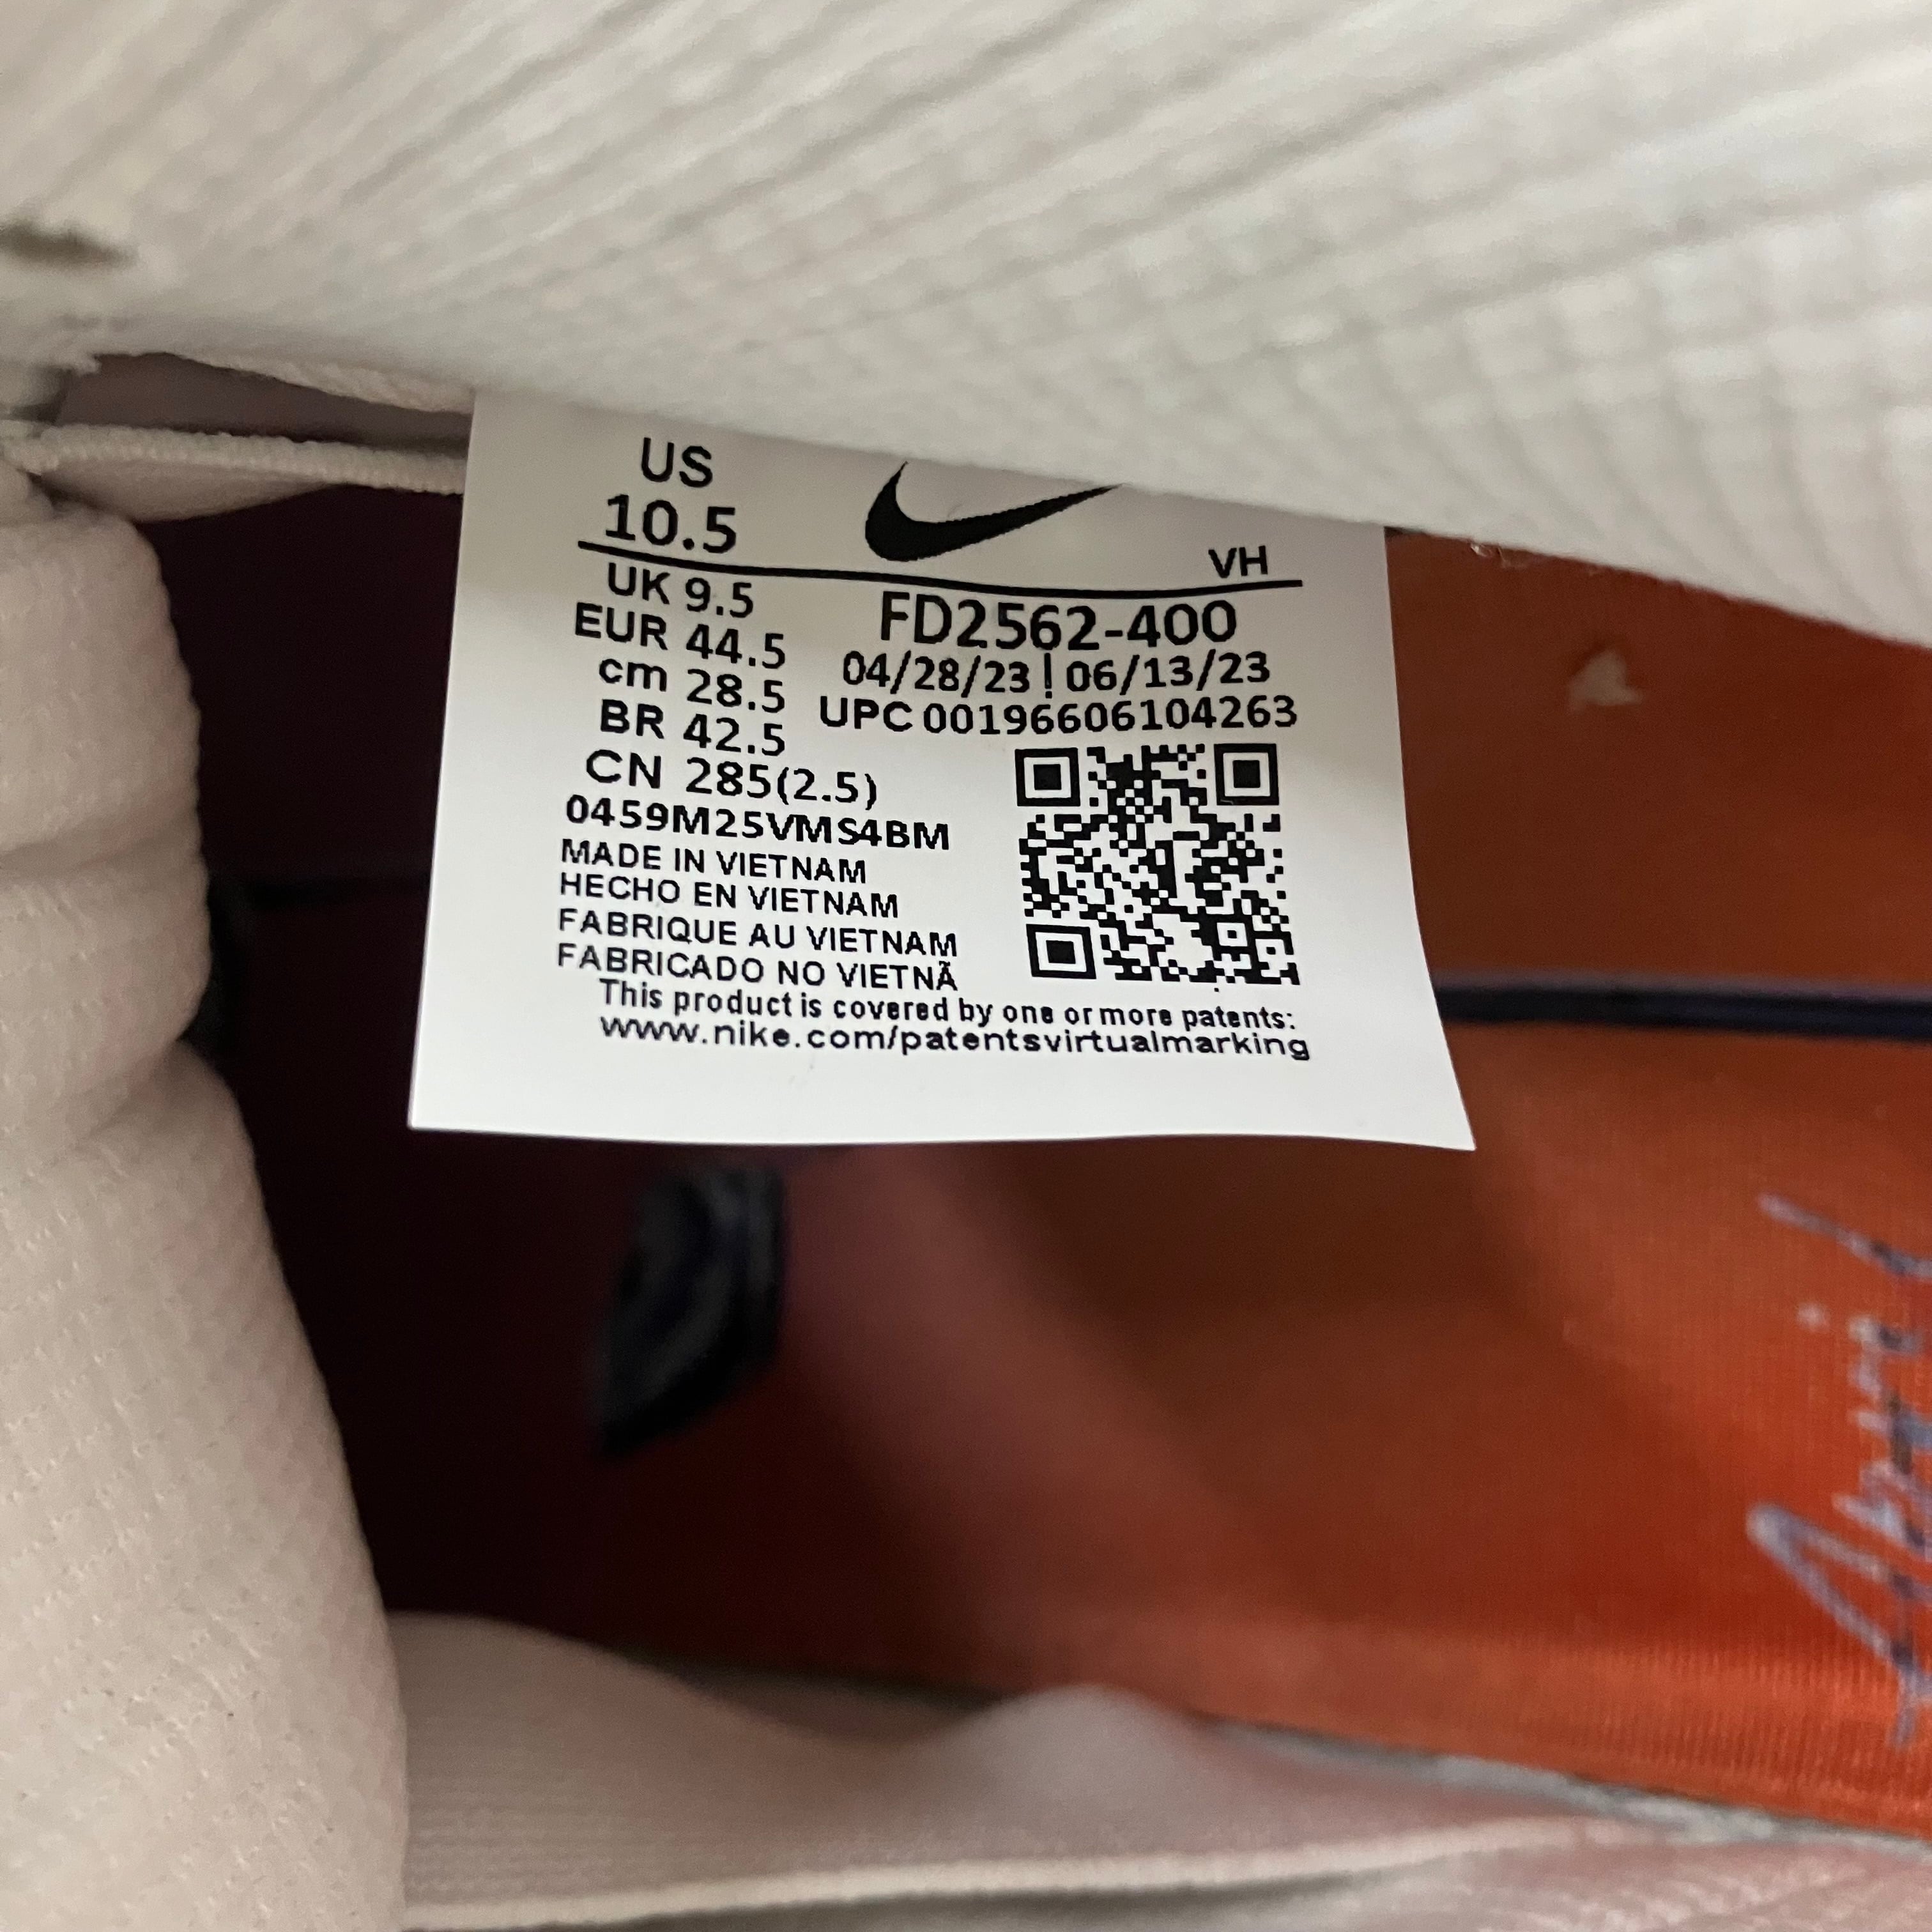 US
10.5
VH
UK 9.5
EUR 44.5
cm 28.5
BR 42.5
CN 285(2.5)
FD2562-400
04/28/23 | 06/13/23
UPC 00196606104263
0459M25VMS4BM
MADE IN VIETNAM
HECHO EN VIETNAM
FABRIQUE AU VIETNAM
FABRICADO NO VIETNÃ
This product is covered by one or more patents:
www.nike.com/patentsvirtualmarking